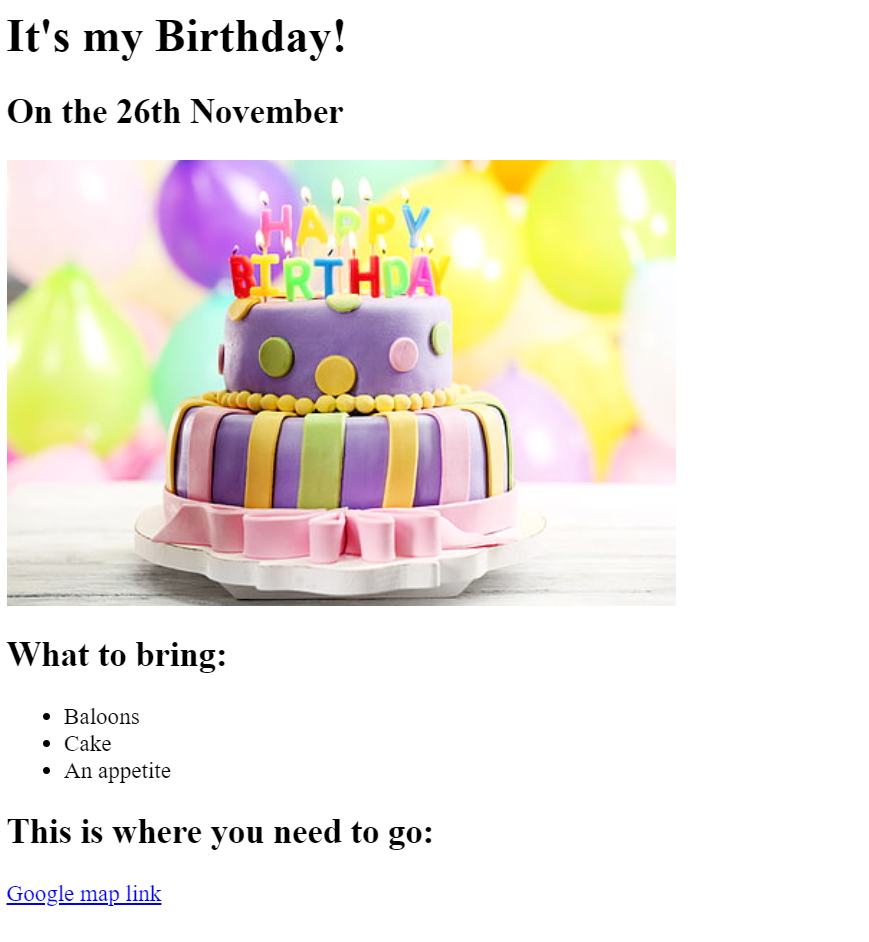 It's my Birthday!
On the 26th November
HAPPY
BIRTHDAY
What to bring:
Baloons
Cake
An appetite
This is where you need to go:
Google map link